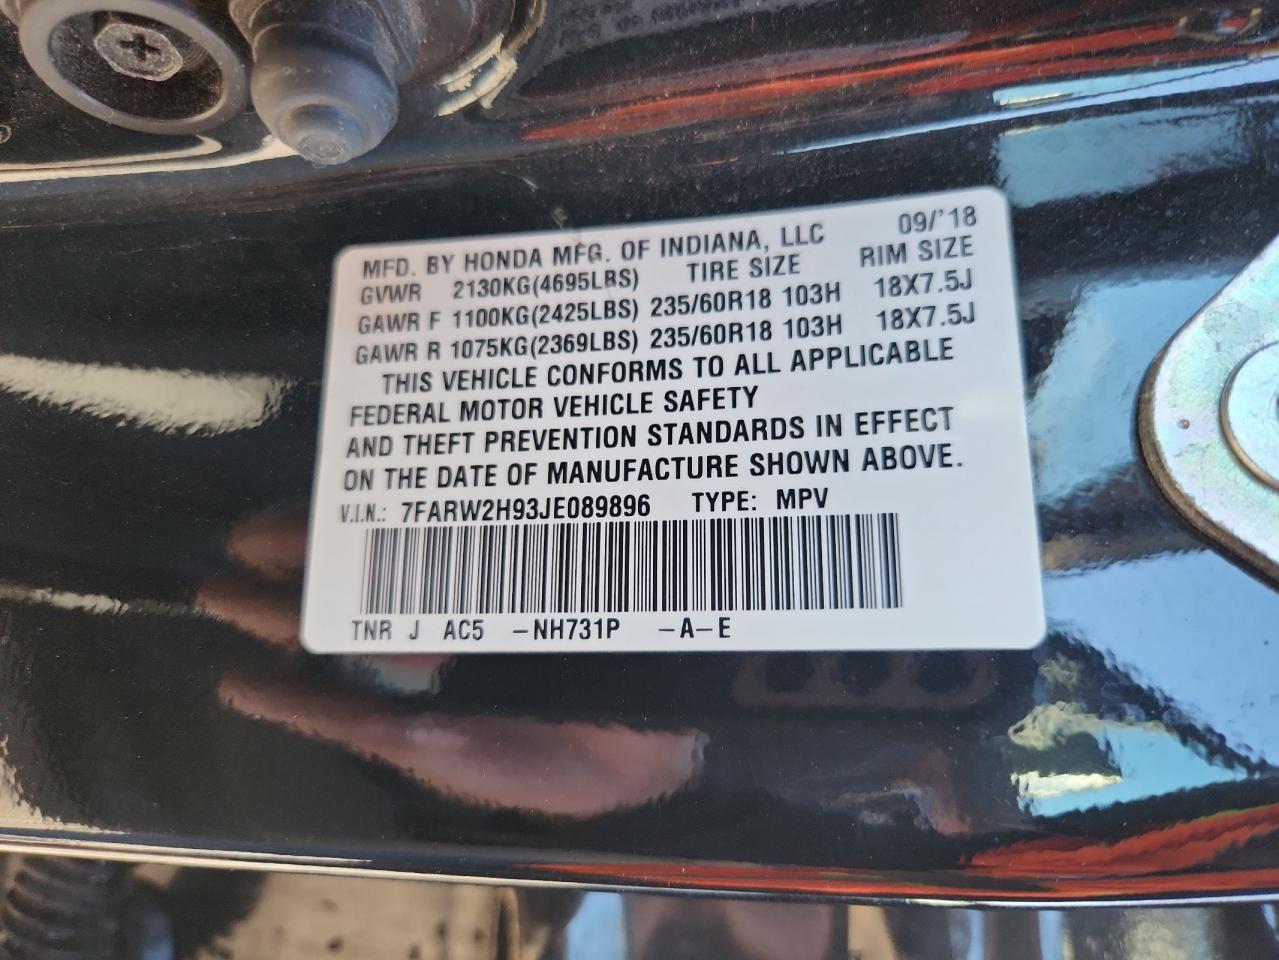 MFD. BY HONDA MFG. OF INDIANA, LLC 09/'18
GVWR 2130KG(4695LBS) TIRE SIZE RIM SIZE
GAWR F 1100KG(2425LBS) 235/60R18 103H 18X7.5J
GAWR R 1075KG(2369LBS) 235/60R18 103H 18X7.5J
THIS VEHICLE CONFORMS TO ALL APPLICABLE
FEDERAL MOTOR VEHICLE SAFETY
AND THEFT PREVENTION STANDARDS IN EFFECT
ON THE DATE OF MANUFACTURE SHOWN ABOVE.
V.I.N.: 7FARW2H93JE089896 TYPE: MPV
TNR J AC5 -NH731P -A-E